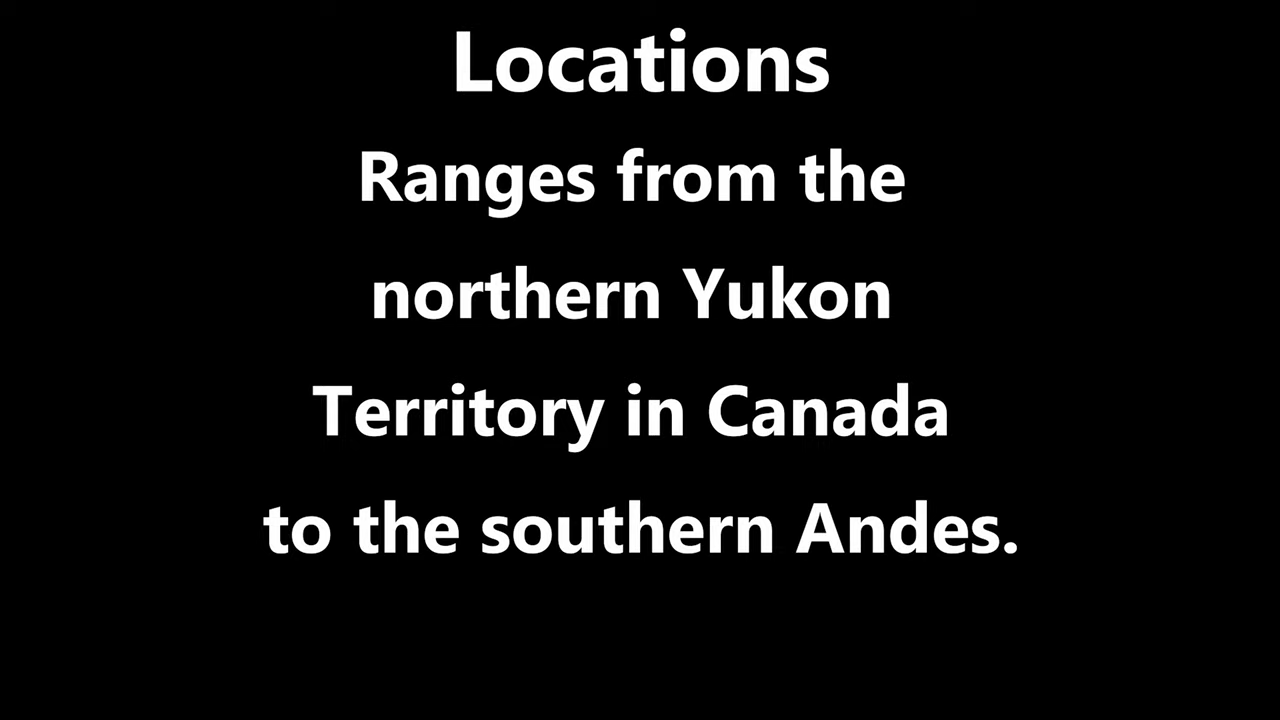 Locations
Ranges from the
northern Yukon
Territory in Canada
to the southern Andes.